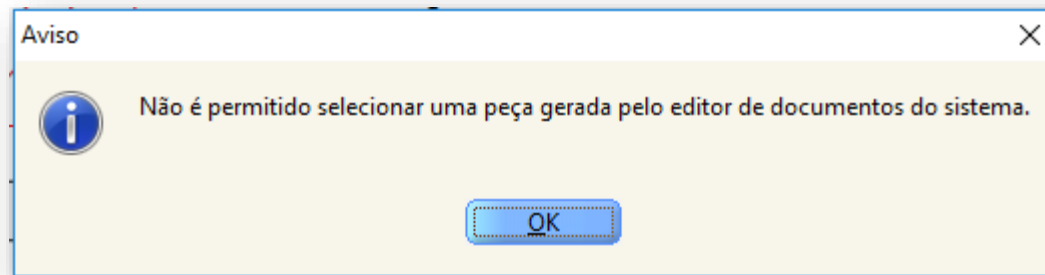 Aviso
Não é permitido selecionar uma peça gerada pelo editor de documentos do sistema.
OK